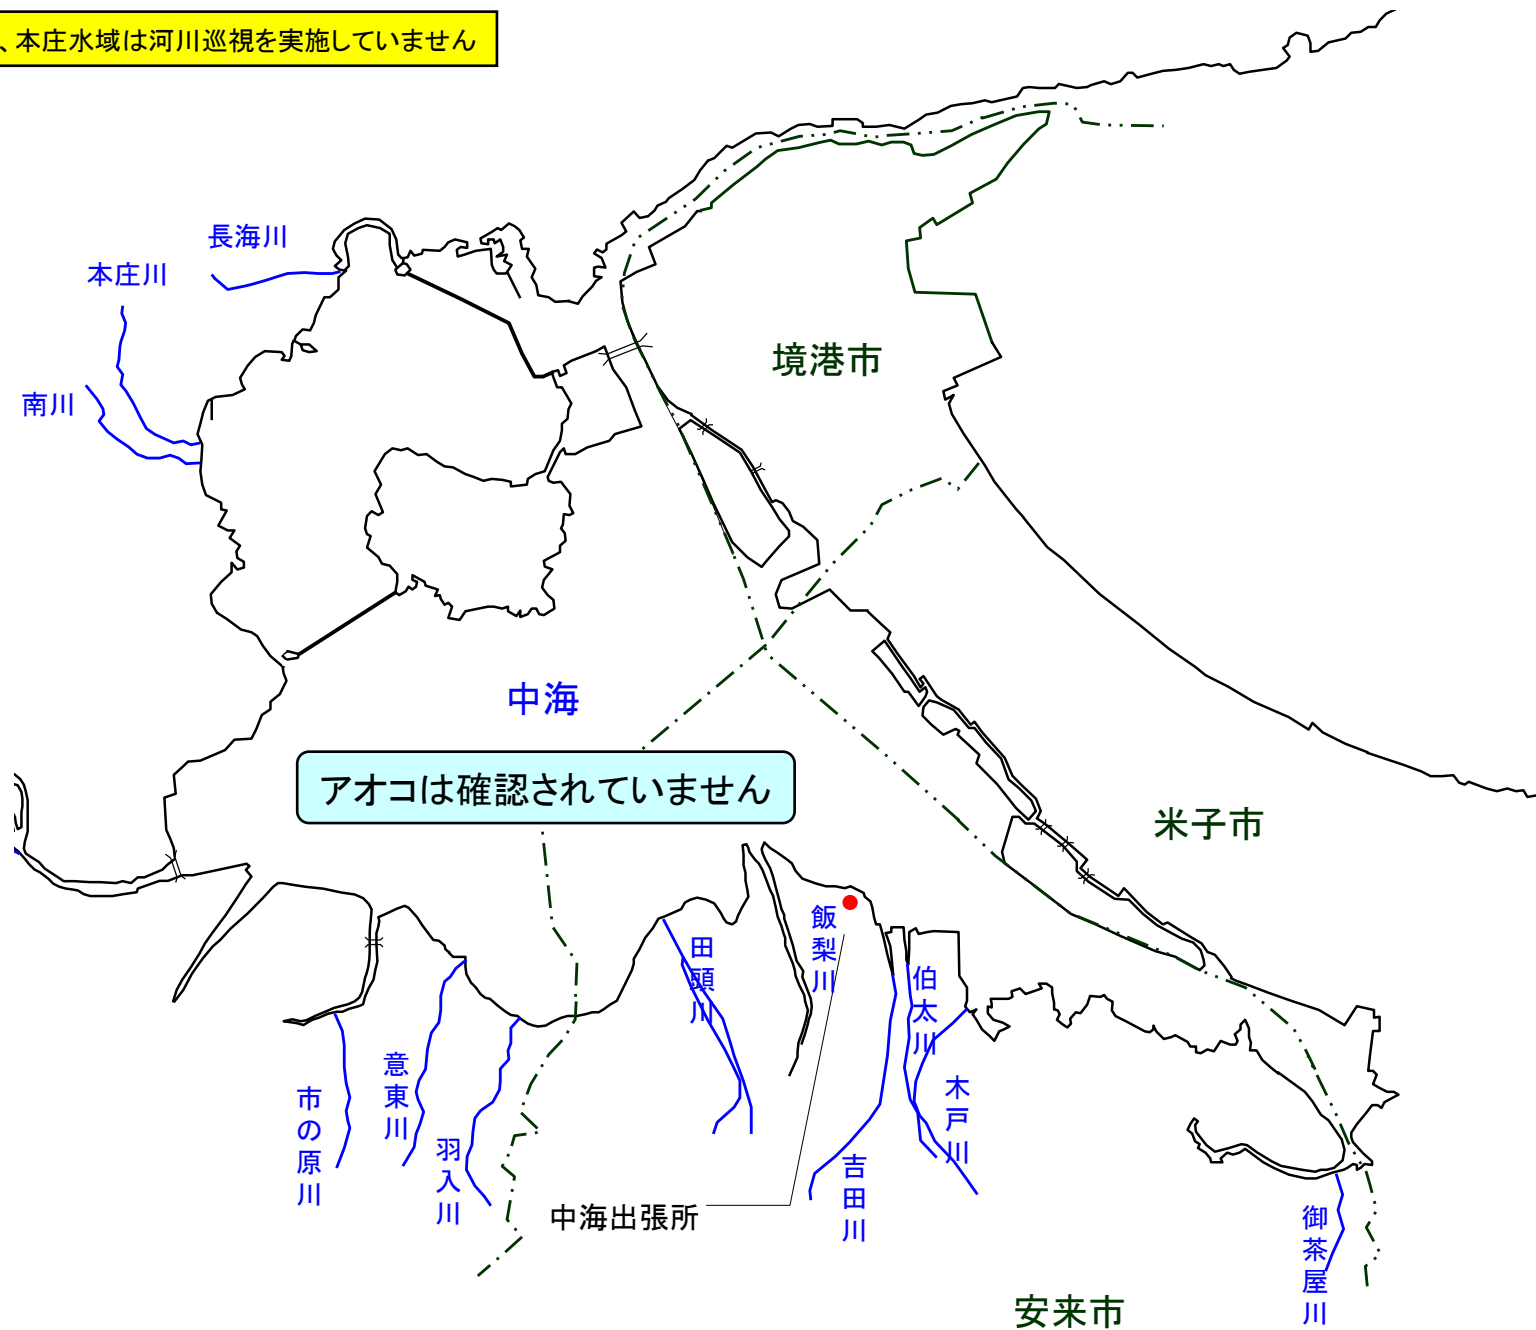 、本庄水域は河川巡視を実施していません
長海川
本庄川
境港市
南川
中海
アオコは確認されていません
米子市
飯梨川
田頭川
伯太川
意東川
木戸川
市の原川
羽入川
吉田川
中海出張所
御茶屋川
安来市